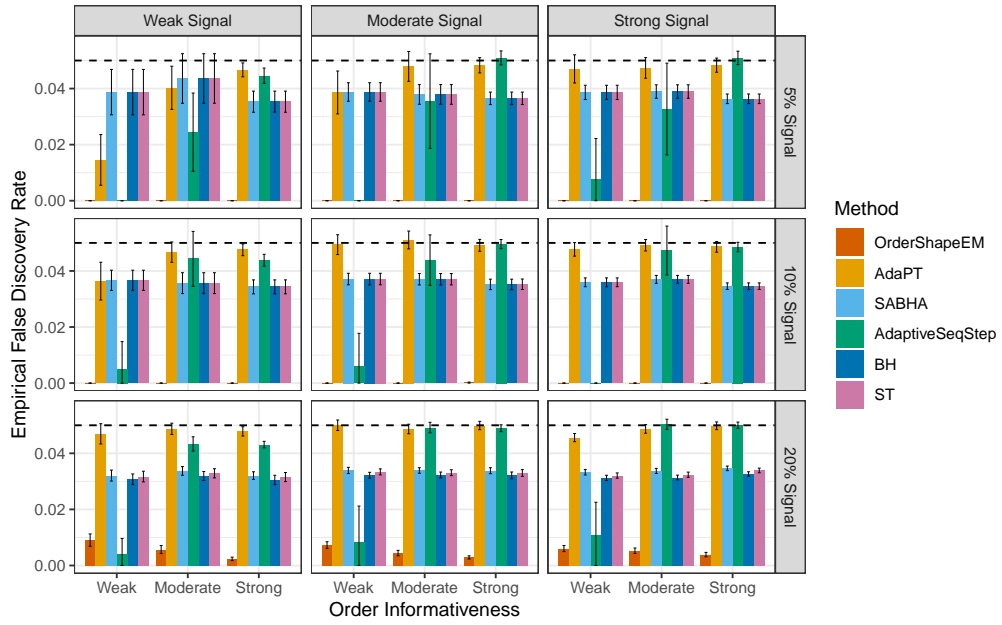 Weak Signal
Moderate Signal
Strong Signal
Empirical False Discovery Rate
0.04
0.02
0.00
5% Signal
0.04
0.02
0.00
10% Signal
0.04
0.02
0.00
20% Signal
Weak Moderate Strong
Weak Moderate Strong
Weak Moderate Strong
Order Informativeness
Method
OrderShapeEM
AdaPT
SABHA
AdaptiveSeqStep
BH
ST